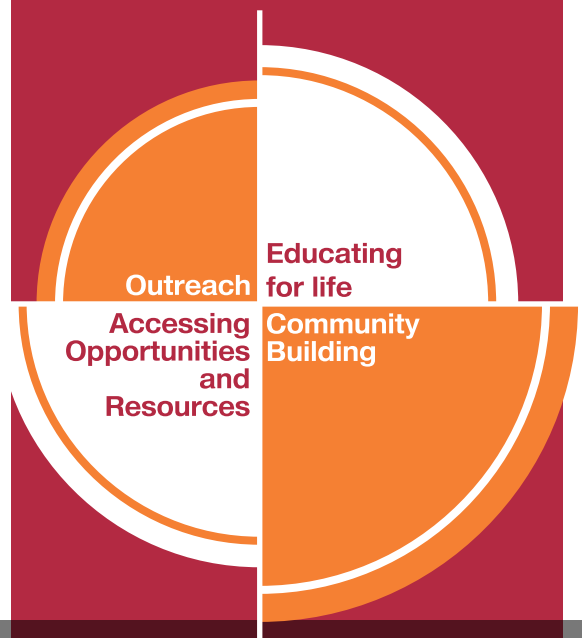 Outreach
Educating
for life
Accessing
Opportunities
and
Resources
Community
Building